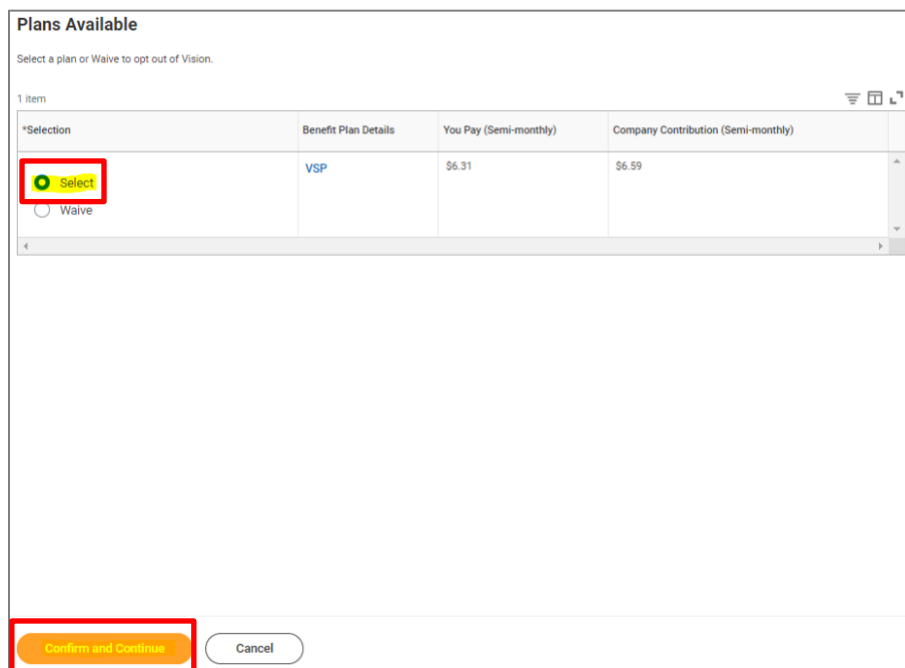 Plans Available
Select a plan or Waive to opt out of Vision.
1 item
*Selection Benefit Plan Details You Pay (Semi-monthly) Company Contribution (Semi-monthly)
Select VSP $6.31 $6.59
Waive
Confirm and Continue Cancel